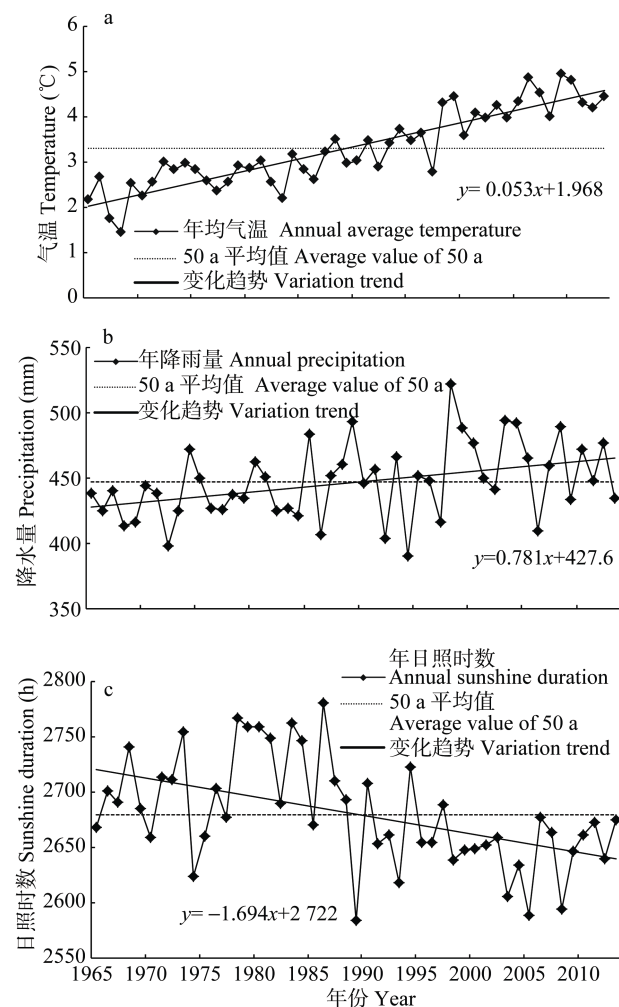 a
6
5
4
3
2
1
0
气温 Temperature (℃)
y= 0.053x+1.968
年均气温 Annual average temperature
50 a 平均值 Average value of 50 a
变化趋势 Variation trend
b
550
500
450
400
350
降水量 Precipitation (mm)
年降雨量 Annual precipitation
50 a 平均值 Average value of 50 a
变化趋势 Variation trend
y=0.781x+427.6
c
2800
2750
2700
2650
2600
2550
日照时数 Sunshine duration (h)
年日照时数
Annual sunshine duration
50 a 平均值
Average value of 50 a
变化趋势 Variation trend
y= −1.694x+2 722
1965 1970 1975 1980 1985 1990 1995 2000 2005 2010
年份 Year